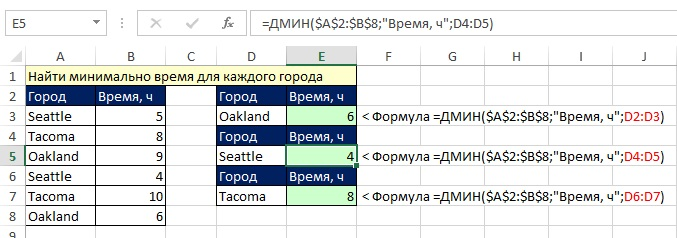 E5 fx =ДМИН($A$2:$B$8;"Время, ч";D4:D5)
A B C D E F G H I J
1 Найти минимально время для каждого города
2 Город Время, ч Город Время, ч
3 Seattle 5 Oakland 6 < Формула =ДМИН($A$2:$B$8;"Время, ч";D2:D3)
4 Tacoma 8 Город Время, ч
5 Oakland 9 Seattle 4 < Формула =ДМИН($A$2:$B$8;"Время, ч";D4:D5)
6 Seattle 4 Город Время, ч
7 Tacoma 10 Tacoma 8 < Формула =ДМИН($A$2:$B$8;"Время, ч";D6:D7)
8 Oakland 6
9